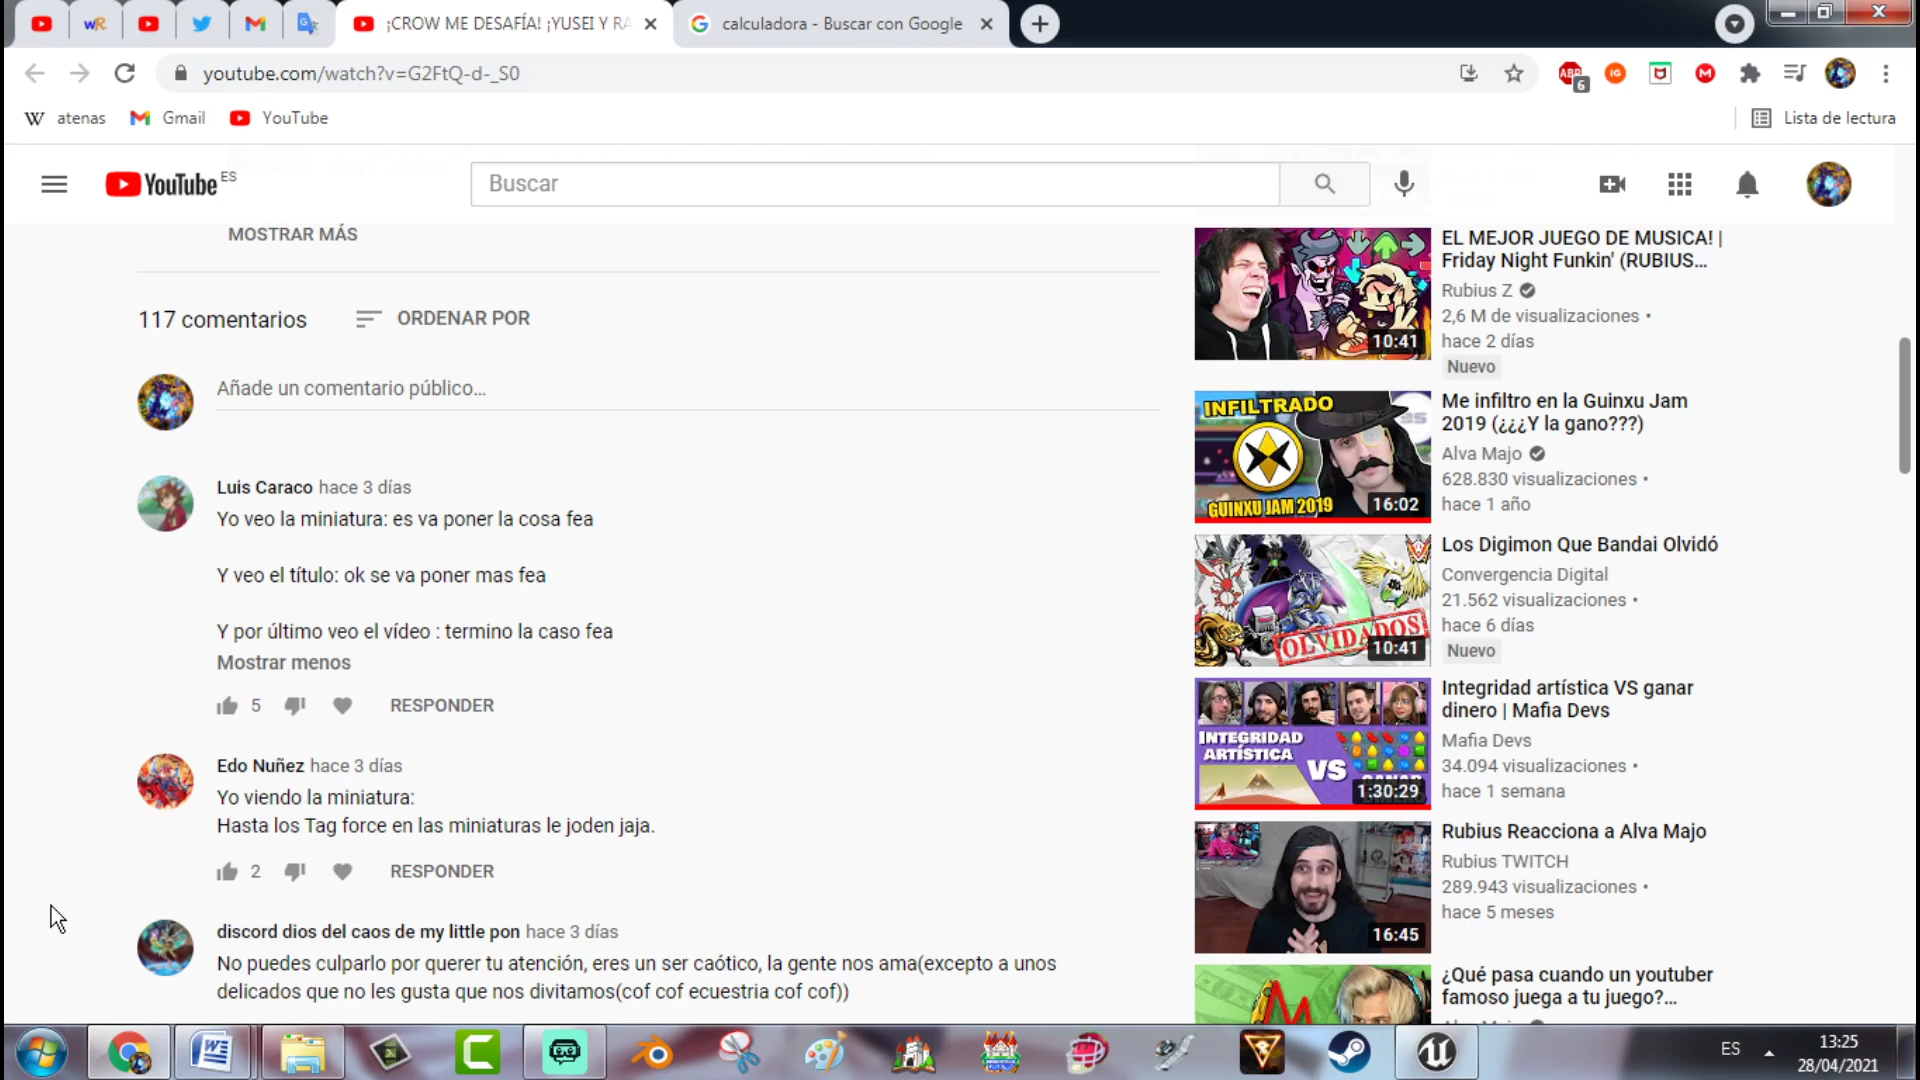 ¡CROW ME DESAFÍA! ¡YUSEI Y RA
calculadora - Buscar con Google
youtube.com/watch?v=G2FtQ-d-_S0
ABP
6
IG
W atenas
Gmail
YouTube
Lista de lectura
YouTube ES
Buscar
MOSTRAR MÁS
117 comentarios
ORDENAR POR
Añade un comentario público...
Luis Caraco hace 3 días
Yo veo la miniatura: es va poner la cosa fea
Y veo el título: ok se va poner mas fea
Y por último veo el vídeo : termino la caso fea
Mostrar menos
5
RESPONDER
Edo Nuñez hace 3 días
Yo viendo la miniatura:
Hasta los Tag force en las miniaturas le joden jaja.
2
RESPONDER
discord dios del caos de my little pon hace 3 días
No puedes culparlo por querer tu atención, eres un ser caótico, la gente nos ama(excepto a unos
delicados que no les gusta que nos divitamos(cof cof ecuestria cof cof))
10:41
EL MEJOR JUEGO DE MUSICA! |
Friday Night Funkin' (RUBIUS...
Rubius Z
2,6 M de visualizaciones •
hace 2 días
Nuevo
INFILTRADO
GUINXU JAM 2019
16:02
Me infiltro en la Guinxu Jam
2019 (¿¿¿Y la gano???)
Alva Majo
628.830 visualizaciones •
hace 1 año
OLVIDADOS
10:41
Los Digimon Que Bandai Olvidó
Convergencia Digital
21.562 visualizaciones •
hace 6 días
Nuevo
INTEGRIDAD
ARTÍSTICA
VS
GANAR
DINERO
1:30:29
Integridad artística VS ganar
dinero | Mafia Devs
Mafia Devs
34.094 visualizaciones •
hace 1 semana
16:45
Rubius Reacciona a Alva Majo
Rubius TWITCH
289.943 visualizaciones •
hace 5 meses
¿Qué pasa cuando un youtuber
famoso juega a tu juego?...
ES
13:25
28/04/2021